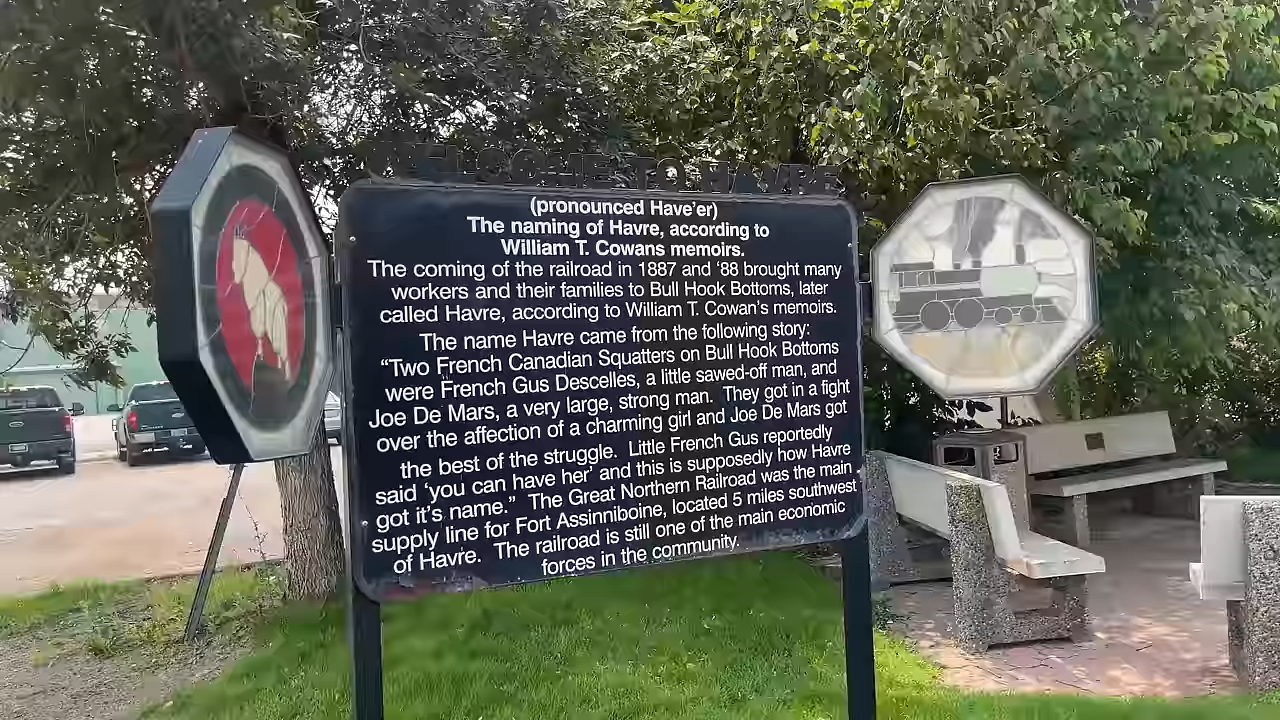 WELCOME TO HAVRE
(pronounced Have'er)
The naming of Havre, according to
William T. Cowans memoirs.
The coming of the railroad in 1887 and '88 brought many
workers and their families to Bull Hook Bottoms, later
called Havre, according to William T. Cowan's memoirs.
The name Havre came from the following story:
“Two French Canadian Squatters on Bull Hook Bottoms
were French Gus Descelles, a little sawed-off man, and
Joe De Mars, a very large, strong man. They got in a fight
over the affection of a charming girl and Joe De Mars got
the best of the struggle. Little French Gus reportedly
said ‘you can have her’ and this is supposedly how Havre
got it's name.” The Great Northern Railroad was the main
supply line for Fort Assinniboine, located 5 miles southwest
of Havre. The railroad is still one of the main economic
forces in the community.